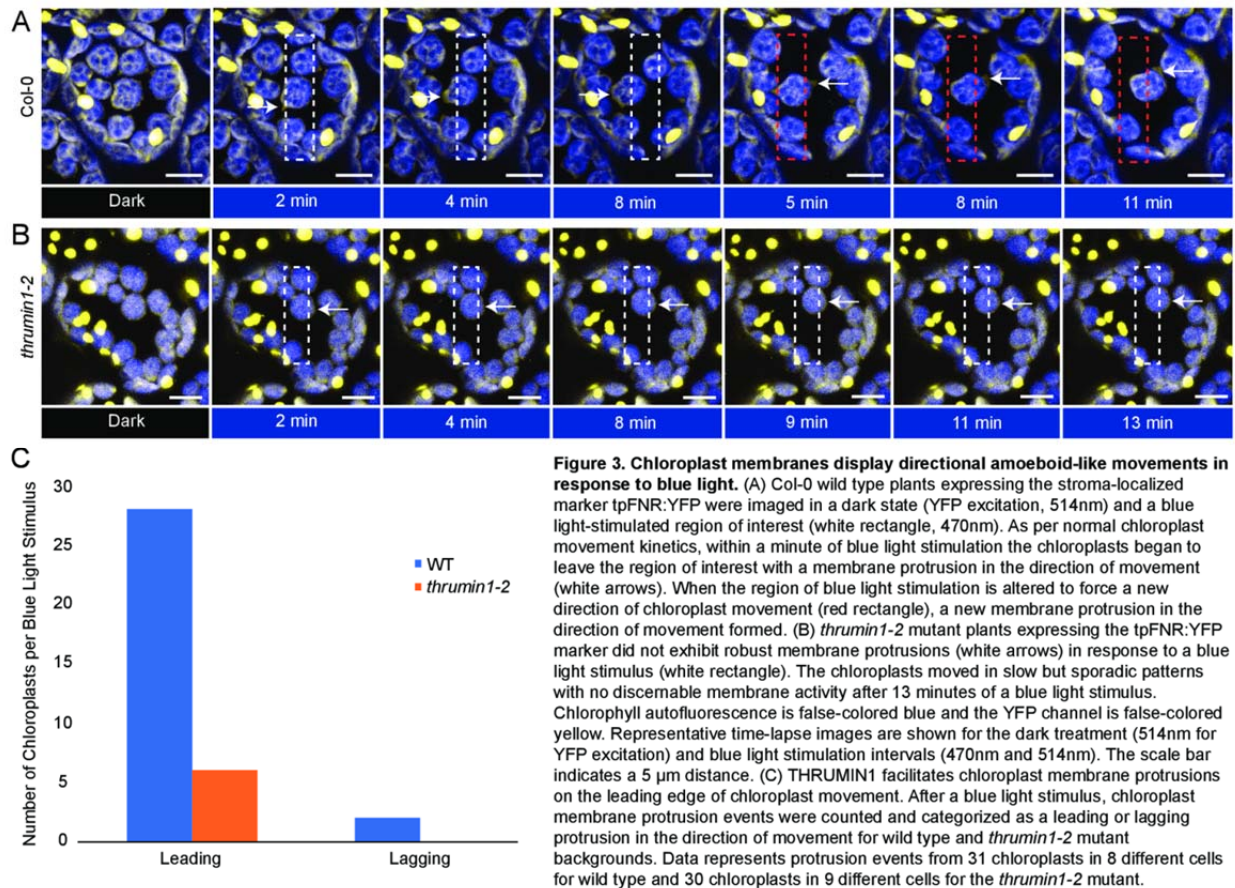 A
Col-0
Dark
2 min
4 min
8 min
5 min
8 min
11 min
B
thrumin1-2
Dark
2 min
4 min
8 min
9 min
11 min
13 min
C
Number of Chloroplasts per Blue Light Stimulus
30
25
20
15
10
5
0
WT
thrumin1-2
Leading
Lagging
Figure 3. Chloroplast membranes display directional amoeboid-like movements in
response to blue light. (A) Col-0 wild type plants expressing the stroma-localized
marker tpFNR:YFP were imaged in a dark state (YFP excitation, 514nm) and a blue
light-stimulated region of interest (white rectangle, 470nm). As per normal chloroplast
movement kinetics, within a minute of blue light stimulation the chloroplasts began to
leave the region of interest with a membrane protrusion in the direction of movement
(white arrows). When the region of blue light stimulation is altered to force a new
direction of chloroplast movement (red rectangle), a new membrane protrusion in the
direction of movement formed. (B) thrumin1-2 mutant plants expressing the tpFNR:YFP
marker did not exhibit robust membrane protrusions (white arrows) in response to a blue
light stimulus (white rectangle). The chloroplasts moved in slow but sporadic patterns
with no discernable membrane activity after 13 minutes of a blue light stimulus.
Chlorophyll autofluorescence is false-colored blue and the YFP channel is false-colored
yellow. Representative time-lapse images are shown for the dark treatment (514nm for
YFP excitation) and blue light stimulation intervals (470nm and 514nm). The scale bar
indicates a 5 µm distance. (C) THRUMIN1 facilitates chloroplast membrane protrusions
on the leading edge of chloroplast movement. After a blue light stimulus, chloroplast
membrane protrusion events were counted and categorized as a leading or lagging
protrusion in the direction of movement for wild type and thrumin1-2 mutant
backgrounds. Data represents protrusion events from 31 chloroplasts in 8 different cells
for wild type and 30 chloroplasts in 9 different cells for the thrumin1-2 mutant.